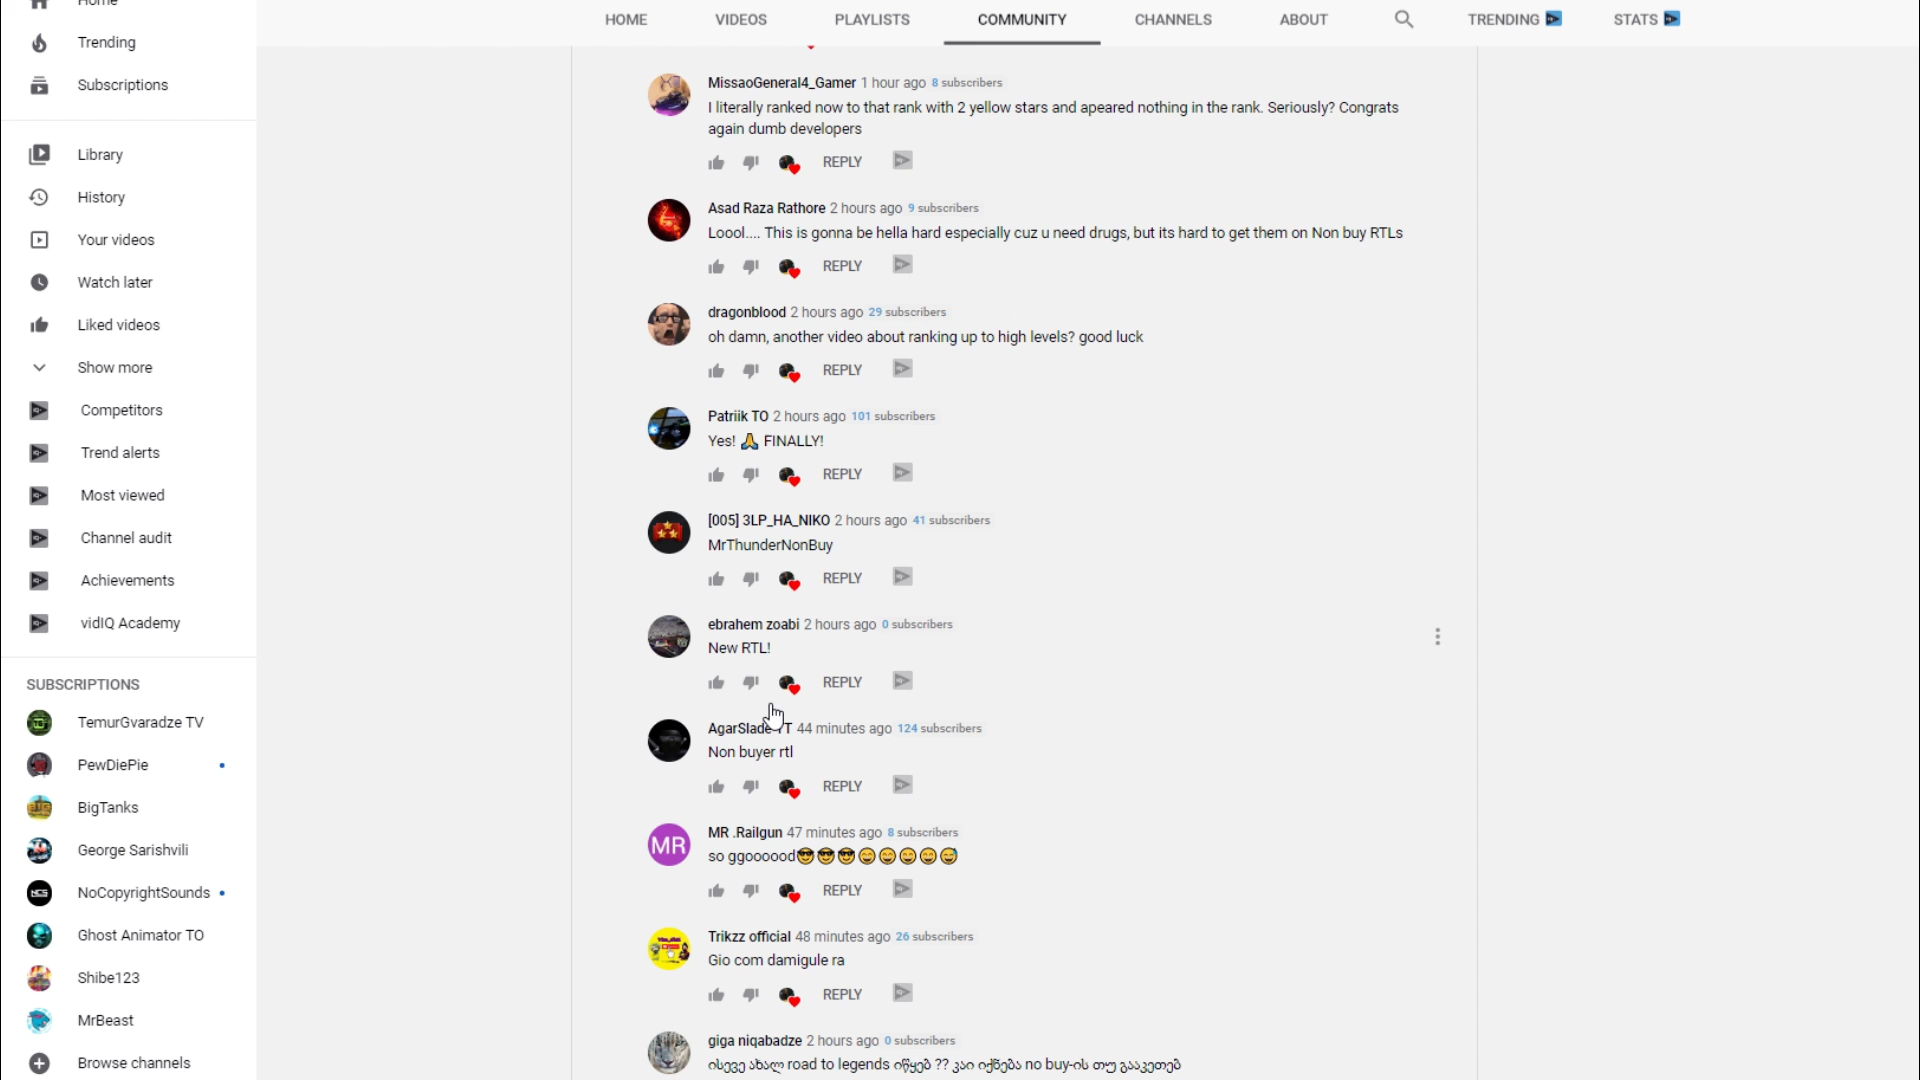 Home
Trending
Subscriptions
Library
History
Your videos
Watch later
Liked videos
Show more
Competitors
Trend alerts
Most viewed
Channel audit
Achievements
vidIQ Academy
SUBSCRIPTIONS
TemurGvaradze TV
PewDiePie
BigTanks
George Sarishvili
NoCopyrightSounds
Ghost Animator TO
Shibe123
MrBeast
Browse channels
HOME VIDEOS PLAYLISTS COMMUNITY CHANNELS ABOUT TRENDING STATS
MissaoGeneral4_Gamer 1 hour ago 8 subscribers
I literally ranked now to that rank with 2 yellow stars and apeared nothing in the rank. Seriously? Congrats
again dumb developers
REPLY
Asad Raza Rathore 2 hours ago 9 subscribers
Loool.... This is gonna be hella hard especially cuz u need drugs, but its hard to get them on Non buy RTLs
REPLY
dragonblood 2 hours ago 29 subscribers
oh damn, another video about ranking up to high levels? good luck
REPLY
Patriik TO 2 hours ago 101 subscribers
Yes! 🙏 FINALLY!
REPLY
[005] 3LP_HA_NIKO 2 hours ago 41 subscribers
MrThunderNonBuy
REPLY
ebrahem zoabi 2 hours ago 0 subscribers
New RTL!
REPLY
AgarSlade YT 44 minutes ago 124 subscribers
Non buyer rtl
REPLY
MR
MR .Railgun 47 minutes ago 8 subscribers
so ggoooood😎😎😎😄😄😄😄😅
REPLY
Trikzz official 48 minutes ago 26 subscribers
Gio com damigule ra
REPLY
giga niqabadze 2 hours ago 0 subscribers
ისევე ახალ road to legends იწყებ ?? კაი იქნება no buy-ის თუ გააკეთებ